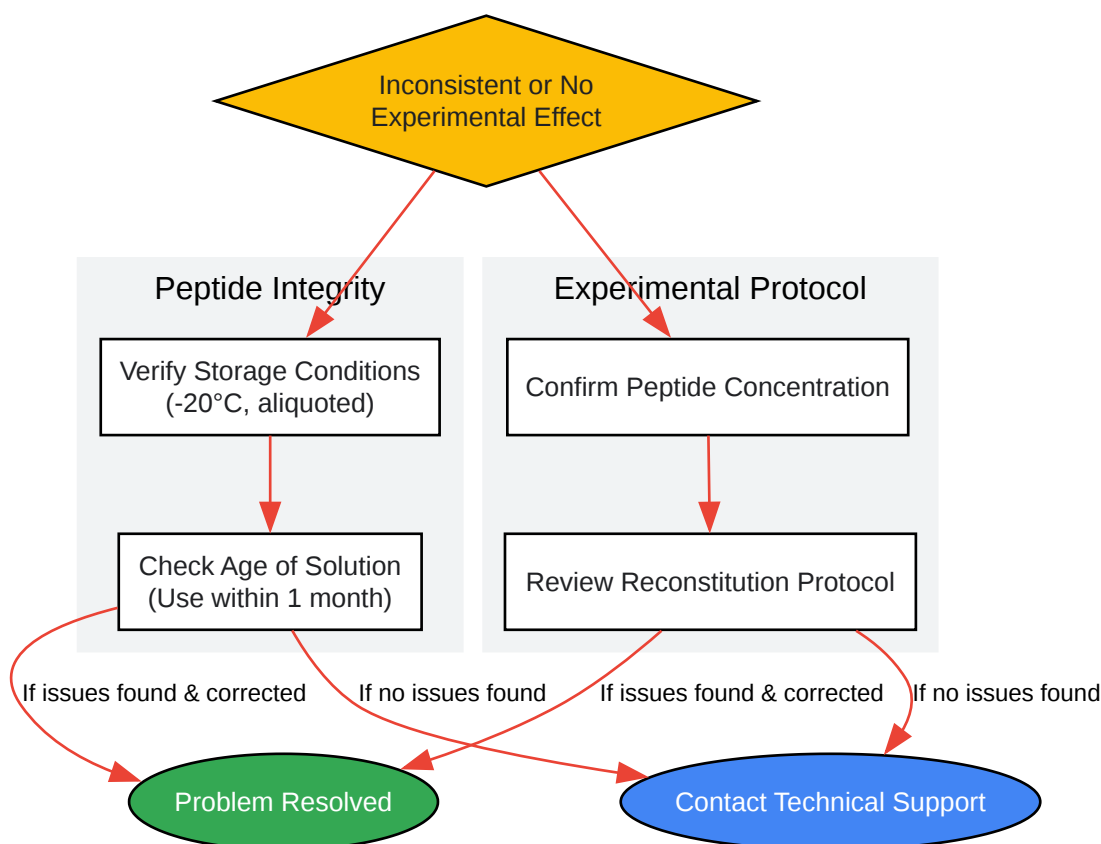 Inconsistent or No
Experimental Effect
Peptide Integrity
Experimental Protocol
Verify Storage Conditions
(-20°C, aliquoted)
Confirm Peptide Concentration
Check Age of Solution
(Use within 1 month)
Review Reconstitution Protocol
If issues found & corrected
If no issues found
If issues found & corrected
If no issues found
Problem Resolved
Contact Technical Support